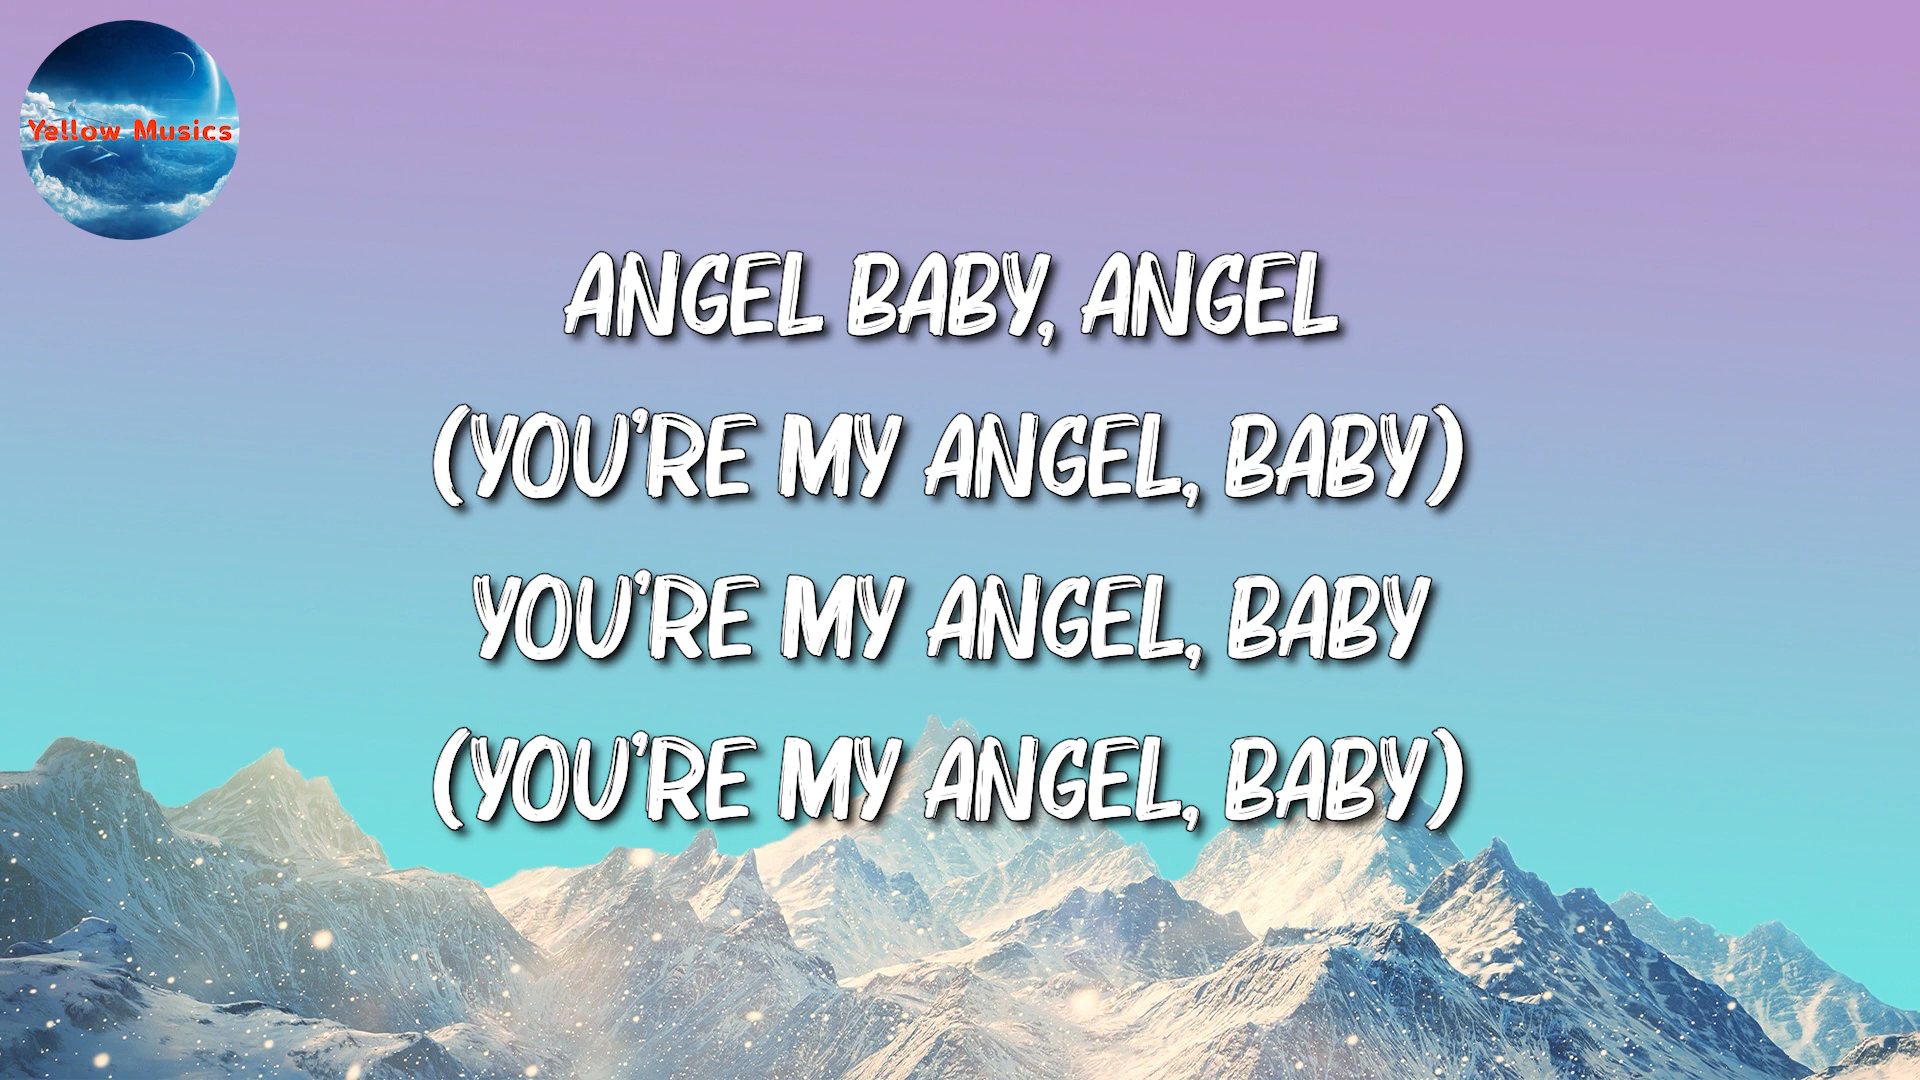 Yellow Musics
ANGEL BABY, ANGEL
(YOU'RE MY ANGEL, BABY)
YOU'RE MY ANGEL, BABY
(YOU'RE MY ANGEL, BABY)